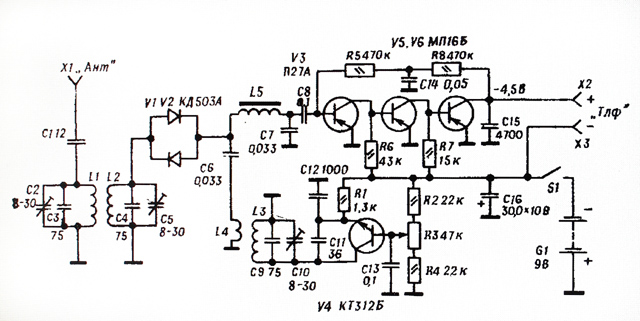 X1 „Ант"
C1 12
C2
8-30
C3
75
L1
L2
C4
75
C5
8-30
V1 V2 КД503А
C6
0,033
L4
L5
C7
0,033
C8
0,1
V3
П27А
R5 470к
V5, V6 МП16Б
R8 470к
C14 0,05
-4,5В
X2
+
„Тлф"
-
X3
C15
4700
R6
43к
R7
15к
C12 1000
R1
1,3к
L3
C9 75
C10
8-30
C11
36
V4 КТ312Б
C13
0,1
R2 22к
R3 47к
R4 22к
+
C16
30,0×10В
S1
-
G1
9В
+